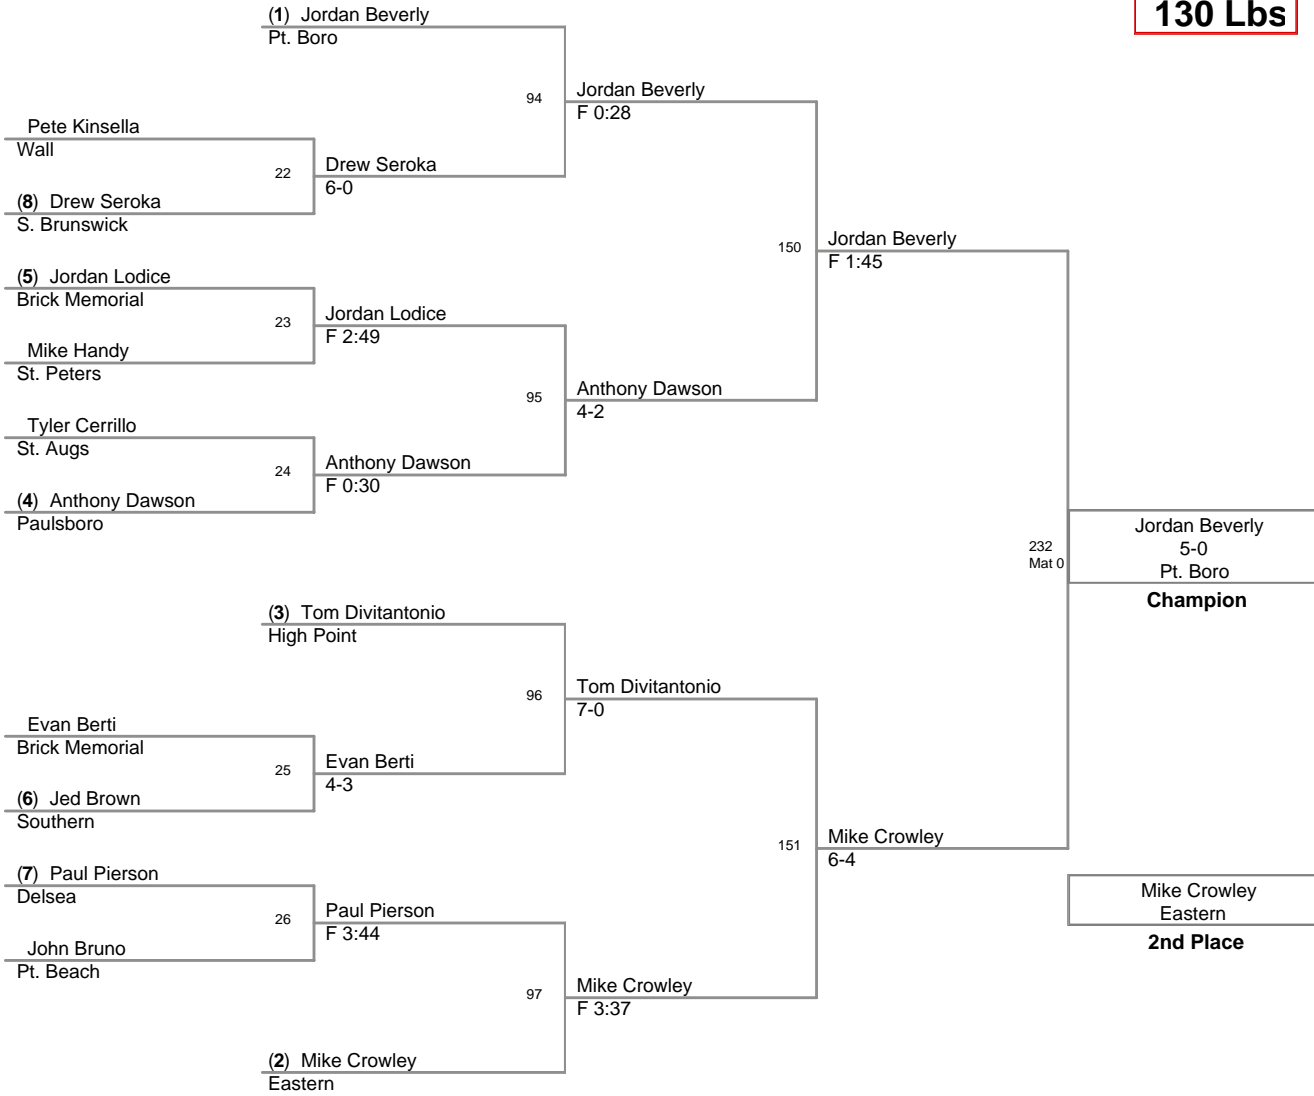 (1) Jordan Beverly
Pt. Boro
130 Lbs
94
Jordan Beverly
F 0:28
Pete Kinsella
Wall
22
Drew Seroka
6-0
(8) Drew Seroka
S. Brunswick
150
Jordan Beverly
F 1:45
(5) Jordan Lodice
Brick Memorial
23
Jordan Lodice
F 2:49
Mike Handy
St. Peters
95
Anthony Dawson
4-2
Tyler Cerrillo
St. Augs
24
Anthony Dawson
F 0:30
(4) Anthony Dawson
Paulsboro
232
Mat 0
Jordan Beverly
5-0
Pt. Boro
Champion
(3) Tom Divitantonio
High Point
96
Tom Divitantonio
7-0
Evan Berti
Brick Memorial
25
Evan Berti
4-3
(6) Jed Brown
Southern
151
Mike Crowley
6-4
(7) Paul Pierson
Delsea
26
Paul Pierson
F 3:44
John Bruno
Pt. Beach
97
Mike Crowley
F 3:37
(2) Mike Crowley
Eastern
Mike Crowley
Eastern
2nd Place